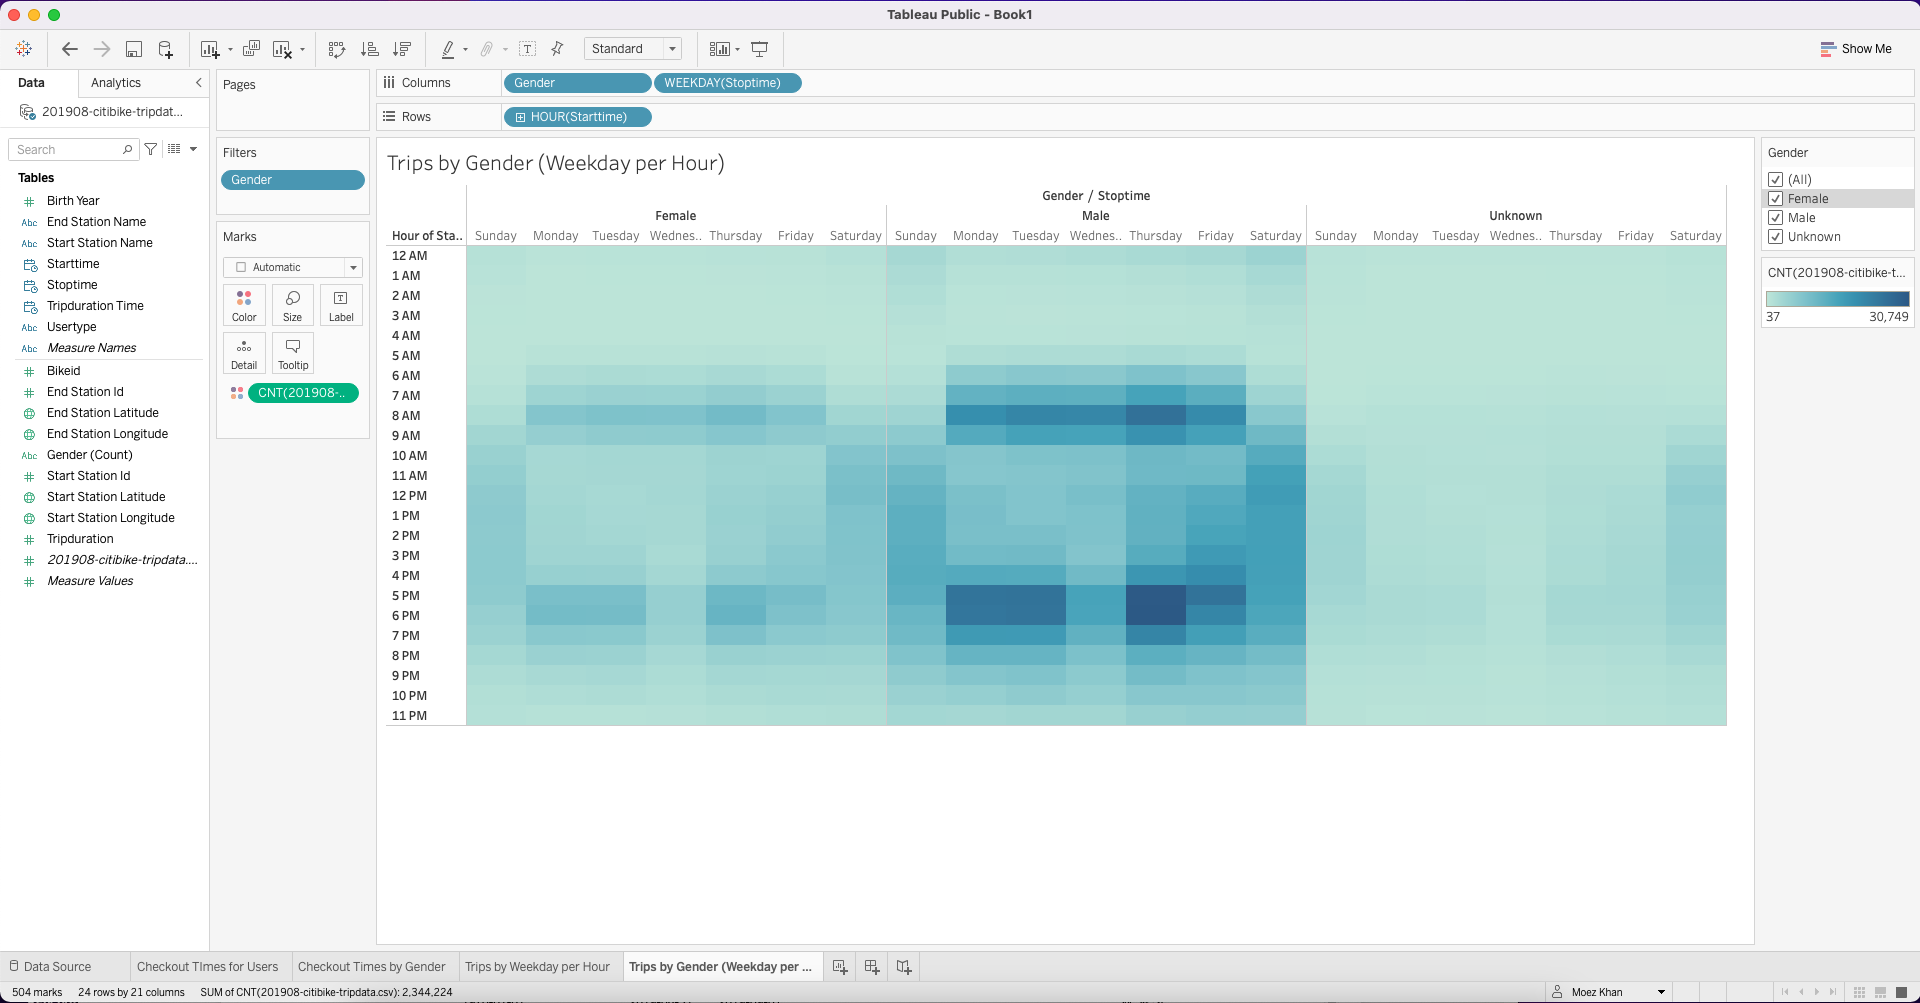 Tableau Public - Book1
Standard
Show Me
Data
Analytics
201908-citibike-tripdat...
Search
Tables
Birth Year
End Station Name
Start Station Name
Starttime
Stoptime
Tripduration Time
Usertype
Measure Names
Bikeid
End Station Id
End Station Latitude
End Station Longitude
Gender (Count)
Start Station Id
Start Station Latitude
Start Station Longitude
Tripduration
201908-citibike-tripdata....
Measure Values
Pages
Filters
Gender
Marks
Automatic
Color Size Label
Detail Tooltip
CNT(201908-..
Columns Gender WEEKDAY(Stoptime)
Rows HOUR(Starttime)
Trips by Gender (Weekday per Hour)
Gender / Stoptime
Female Male Unknown
Hour of Sta.. Sunday Monday Tuesday Wednes.. Thursday Friday Saturday Sunday Monday Tuesday Wednes.. Thursday Friday Saturday Sunday Monday Tuesday Wednes.. Thursday Friday Saturday
12 AM
1 AM
2 AM
3 AM
4 AM
5 AM
6 AM
7 AM
8 AM
9 AM
10 AM
11 AM
12 PM
1 PM
2 PM
3 PM
4 PM
5 PM
6 PM
7 PM
8 PM
9 PM
10 PM
11 PM
Gender
(All)
Female
Male
Unknown
CNT(201908-citibike-t...
37 30,749
Data Source Checkout TImes for Users Checkout Times by Gender Trips by Weekday per Hour Trips by Gender (Weekday per ...
504 marks 24 rows by 21 columns SUM of CNT(201908-citibike-tripdata.csv): 2,344,224 Moez Khan